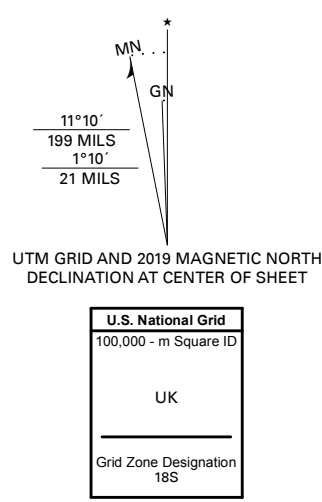 ★
MN
GN
11°10´
199 MILS
1°10´
21 MILS
UTM GRID AND 2019 MAGNETIC NORTH
DECLINATION AT CENTER OF SHEET
U.S. National Grid
100,000 - m Square ID
UK
Grid Zone Designation
18S